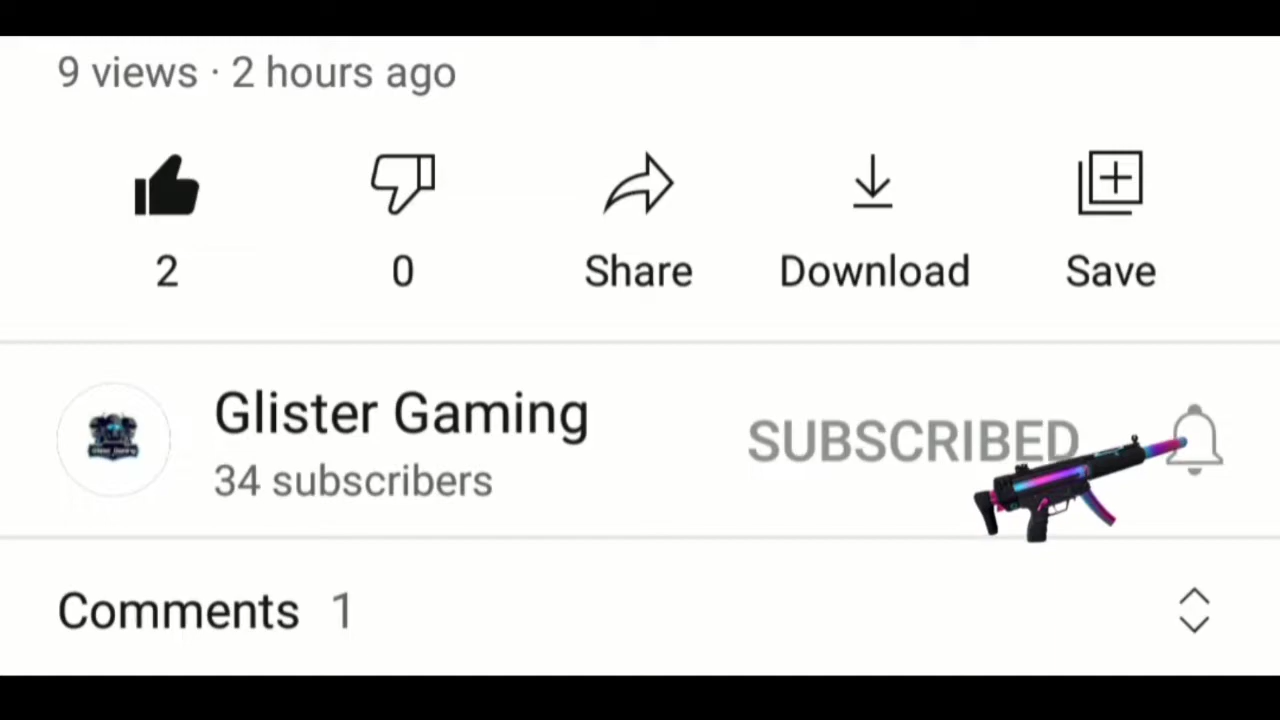 9 views · 2 hours ago
2 0 Share Download Save
Glister Gaming
SUBSCRIBED
34 subscribers
Comments 1